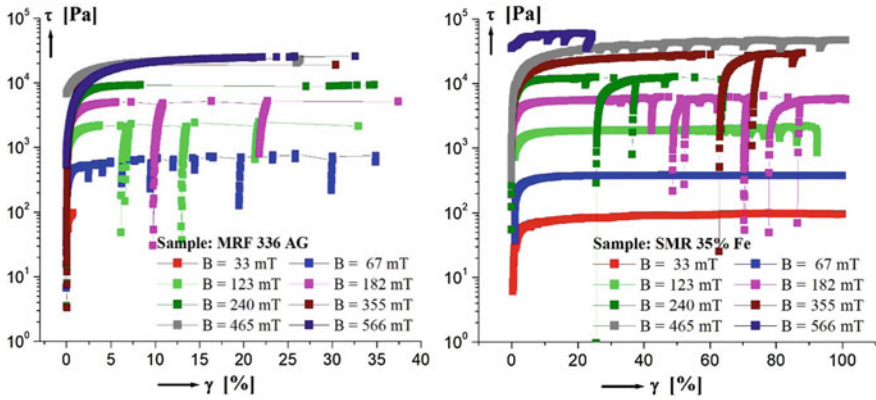 τ [Pa]
10⁵
10⁴
10³
10²
10¹
10⁰
Sample: MRF 336 AG
B = 33 mT B = 67 mT
B = 123 mT B = 182 mT
B = 240 mT B = 355 mT
B = 465 mT B = 566 mT
0 5 10 15 20 25 30 35 40
γ [%]
τ [Pa]
10⁵
10⁴
10³
10²
10¹
10⁰
Sample: SMR 35% Fe
B = 33 mT B = 67 mT
B = 123 mT B = 182 mT
B = 240 mT B = 355 mT
B = 465 mT B = 566 mT
0 20 40 60 80 100
γ [%]